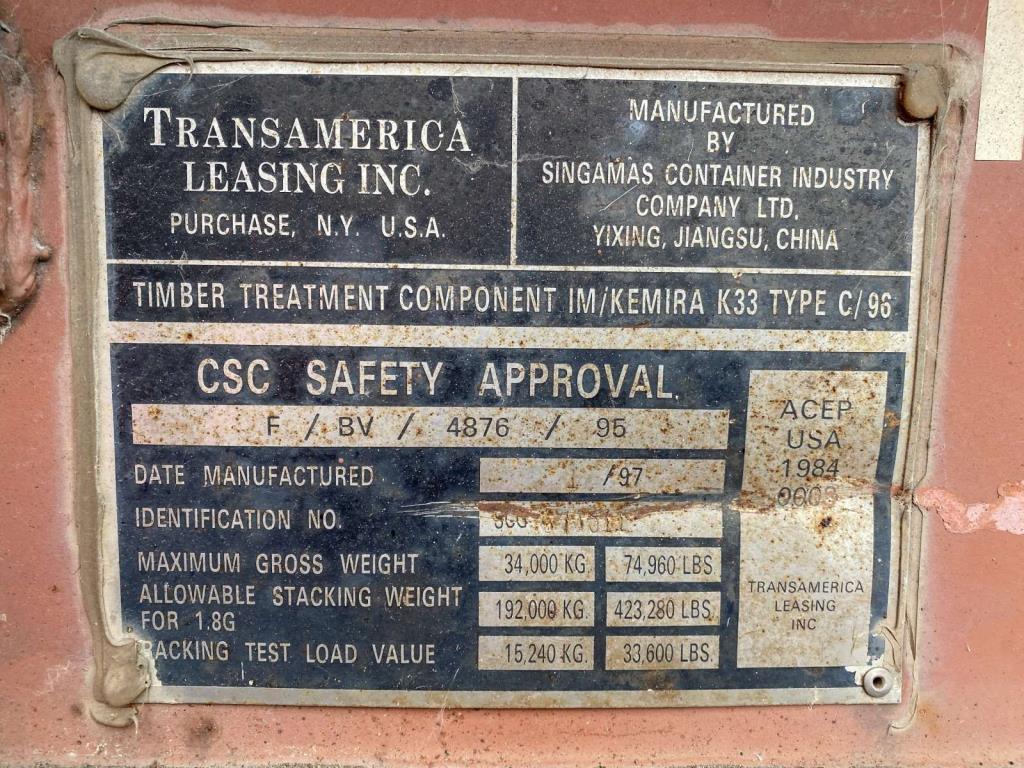 TRANSAMERICA
LEASING INC.
PURCHASE, N.Y. U.S.A.
MANUFACTURED
BY
SINGAMAS CONTAINER INDUSTRY
COMPANY LTD.
YIXING, JIANGSU, CHINA
TIMBER TREATMENT COMPONENT IM/KEMIRA K33 TYPE C/96
CSC SAFETY APPROVAL
F / BV / 4876 / 95
DATE MANUFACTURED /97
IDENTIFICATION NO.
MAXIMUM GROSS WEIGHT 34,000 KG. 74,960 LBS
ALLOWABLE STACKING WEIGHT
FOR 1.8G 192,000 KG. 423,280 LBS.
RACKING TEST LOAD VALUE 15,240 KG. 33,600 LBS.
ACEP
USA
1984
TRANSAMERICA
LEASING
INC